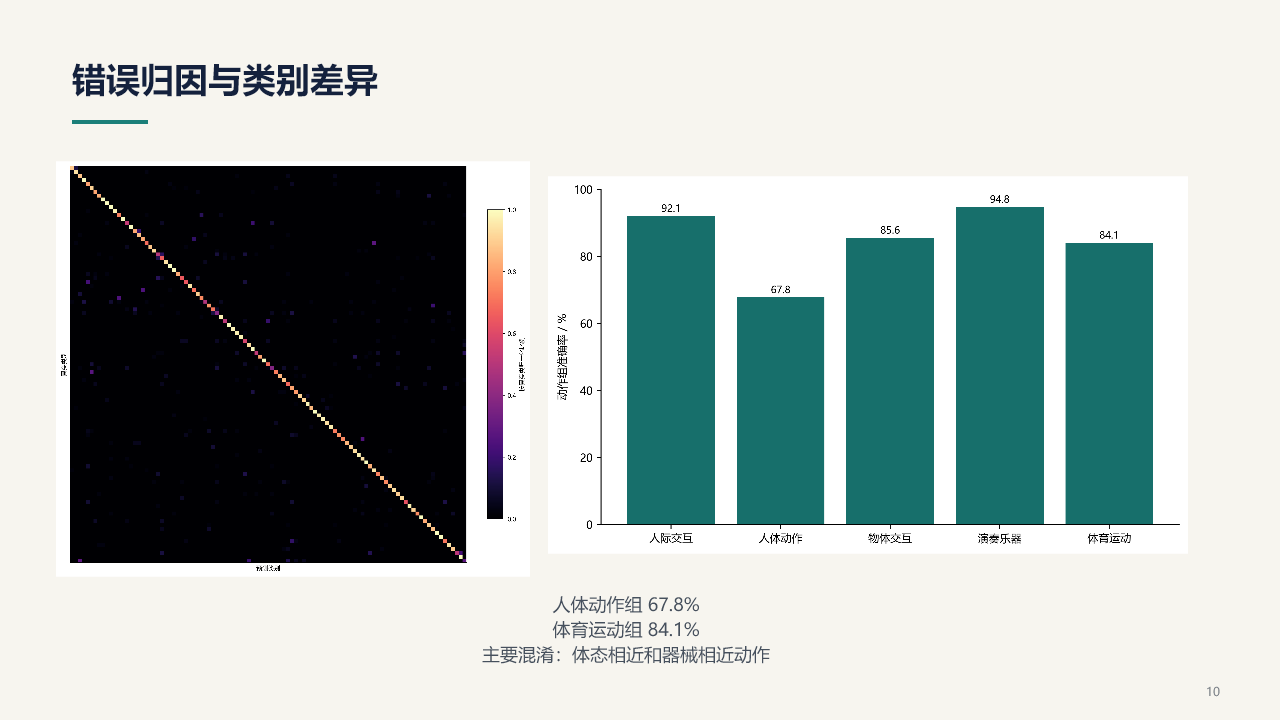 错误归因与类别差异
1.0
0.8
0.6
0.4
0.2
0.0
100
80
60
40
20
0
动作组准确率 / %
92.1
67.8
85.6
94.8
84.1
人际交互
人体动作
物体交互
演奏乐器
体育运动
人体动作组 67.8%
体育运动组 84.1%
主要混淆：体态相近和器械相近动作
10